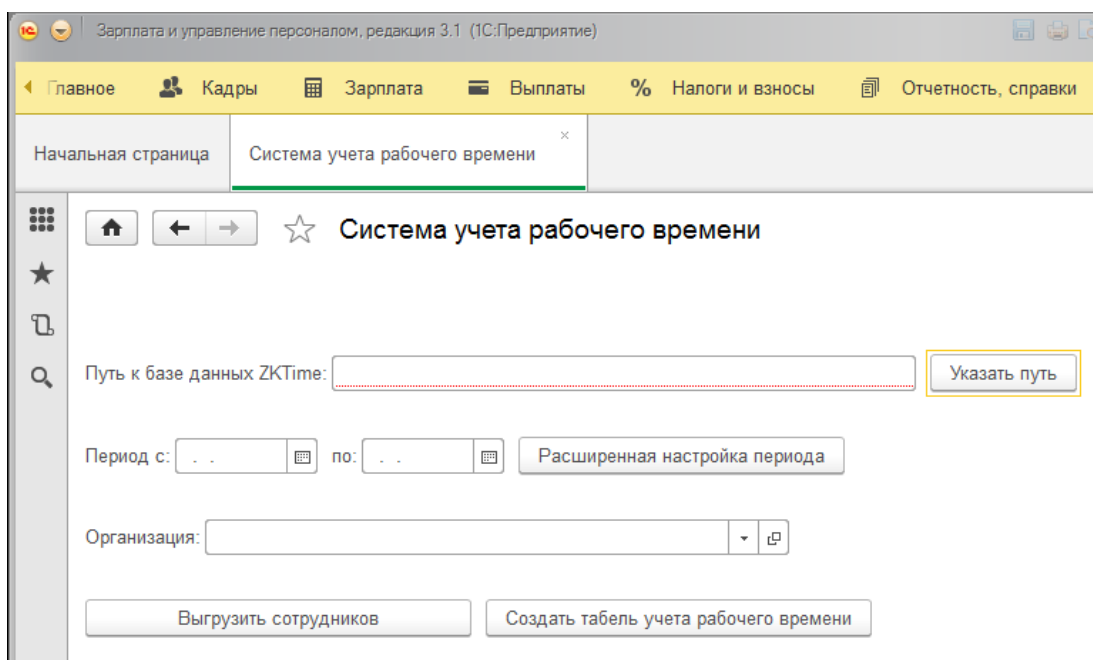 1С Зарплата и управление персоналом, редакция 3.1 (1С:Предприятие)
Главное Кадры Зарплата Выплаты % Налоги и взносы Отчетность, справки
Начальная страница Система учета рабочего времени ×
Система учета рабочего времени
Путь к базе данных ZKTime: Указать путь
Период с: . . по: . . Расширенная настройка периода
Организация:
Выгрузить сотрудников Создать табель учета рабочего времени